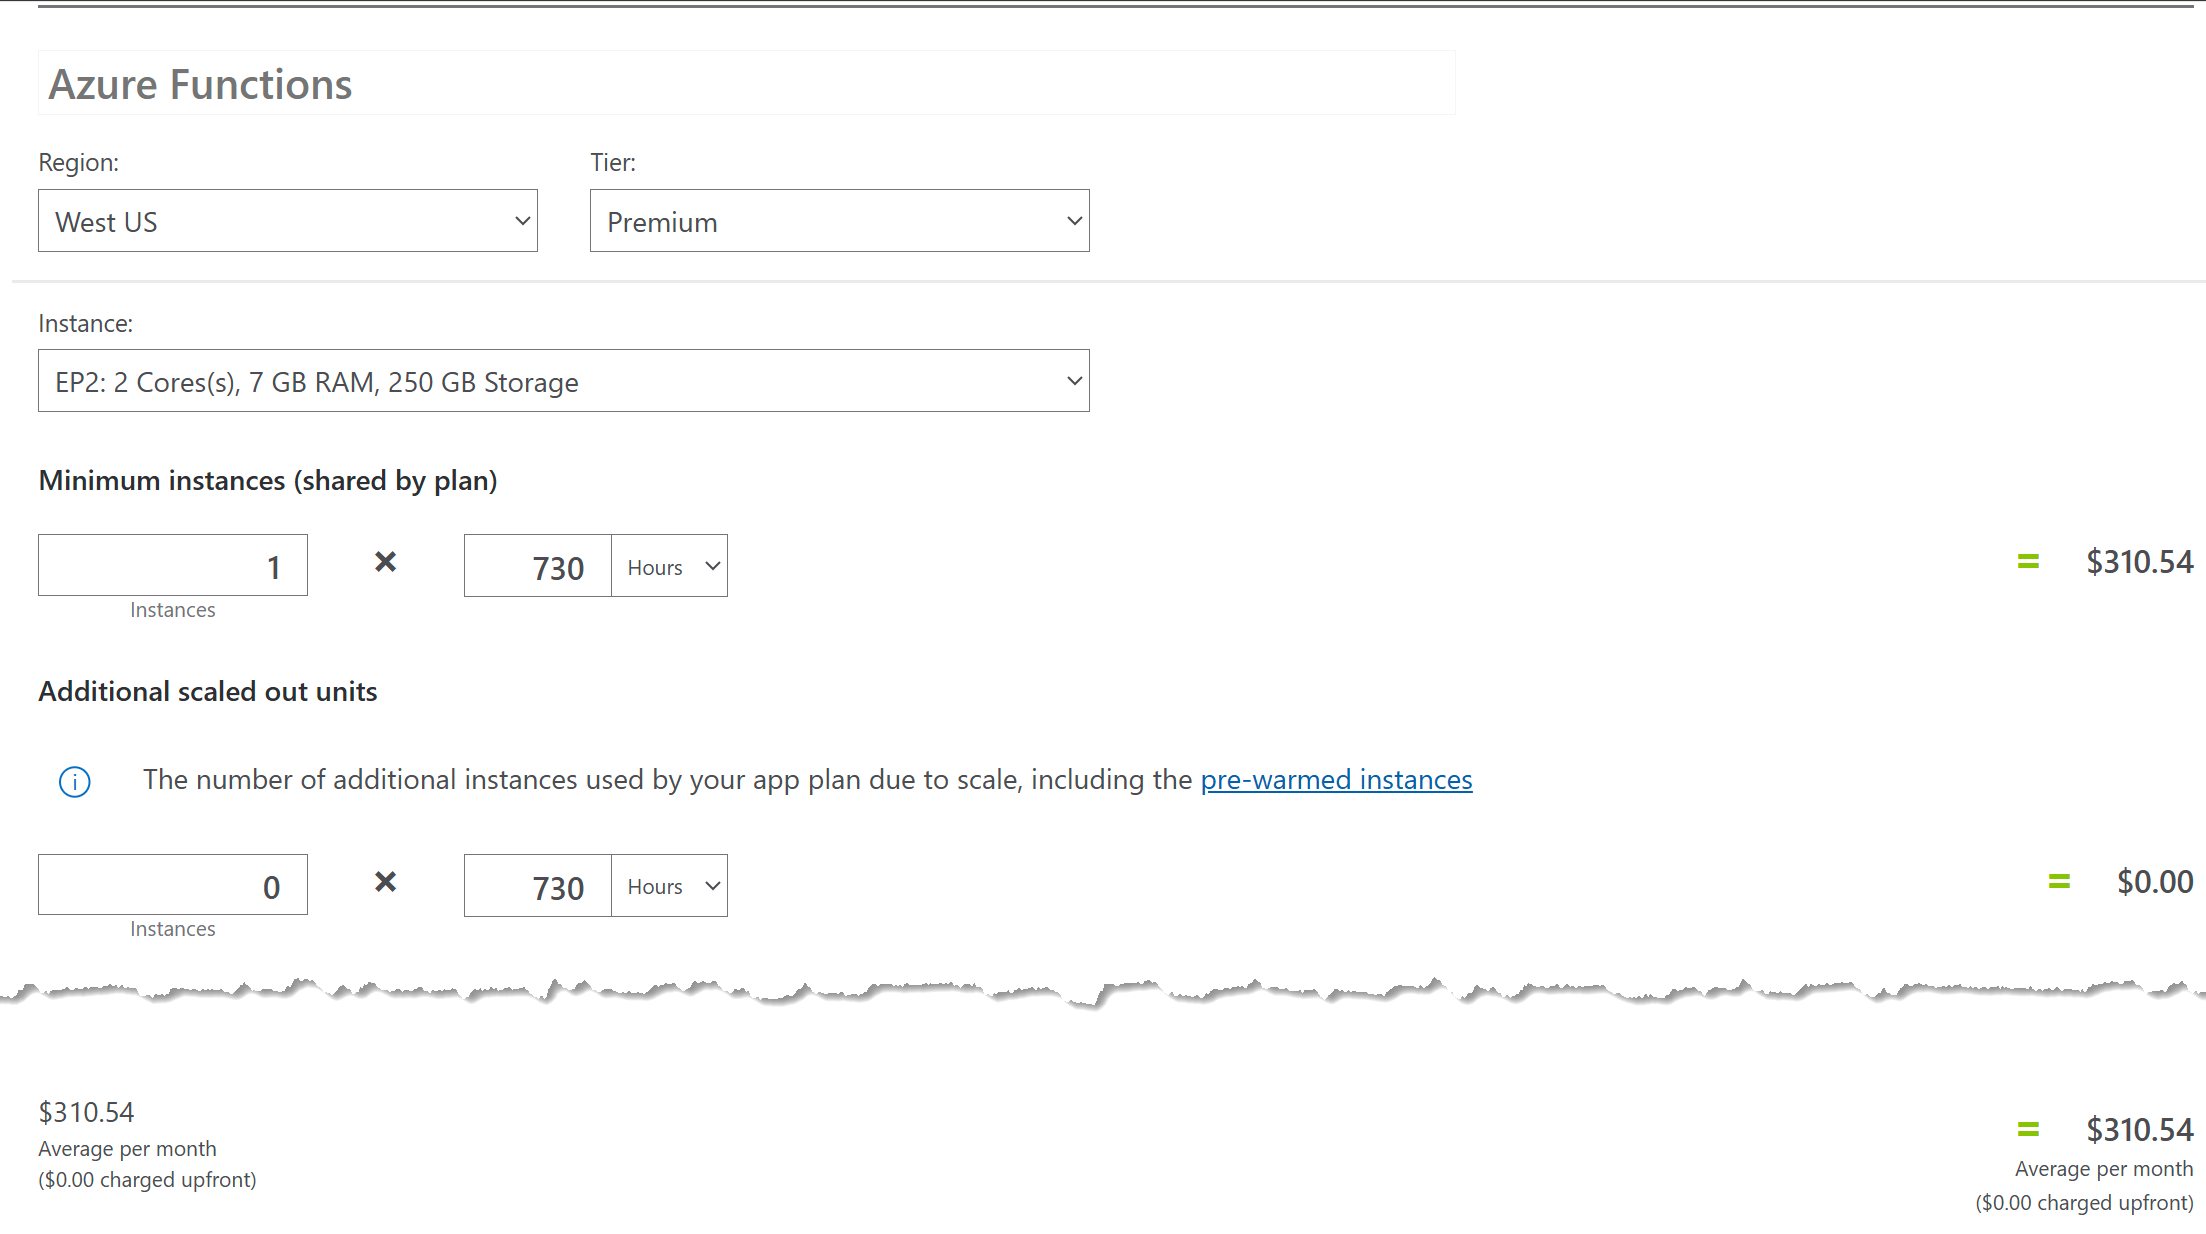 Azure Functions
Region:
Tier:
West US
Premium
Instance:
EP2: 2 Cores(s), 7 GB RAM, 250 GB Storage
Minimum instances (shared by plan)
1
×
730
Hours
=
$310.54
Instances
Additional scaled out units
i
The number of additional instances used by your app plan due to scale, including the pre-warmed instances
0
×
730
Hours
=
$0.00
Instances
$310.54
Average per month
($0.00 charged upfront)
=
$310.54
Average per month
($0.00 charged upfront)